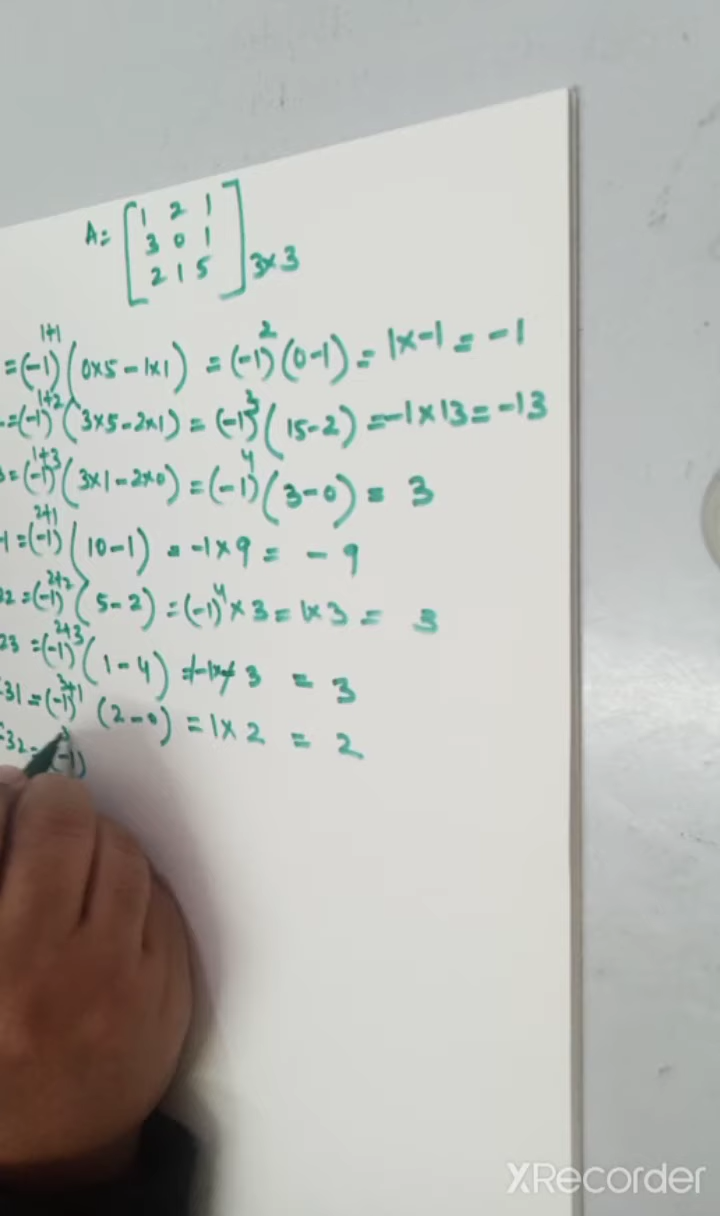 A= [ 1 2 1
3 0 1
2 1 5 ] 3×3
=(-1)^1+1 (0×5-1×1) = (-1)^2 (0-1) = 1×-1 = -1
=(-1)^1+2 (3×5-2×1) = (-1)^3 (15-2) = -1×13 = -13
3 =(-1)^1+3 (3×1-2×0) = (-1)^4 (3-0) = 3
1 =(-1)^2+1 (10-1) = -1×9 = -9
22 =(-1)^2+2 (5-2) = (-1)^4 ×3 = 1×3 = 3
23 =(-1)^2+3 (1-4) = -1×-3 = 3
31 =(-1)^3+1 (2-0) = 1×2 = 2
32 = (-1)^3
XRecorder